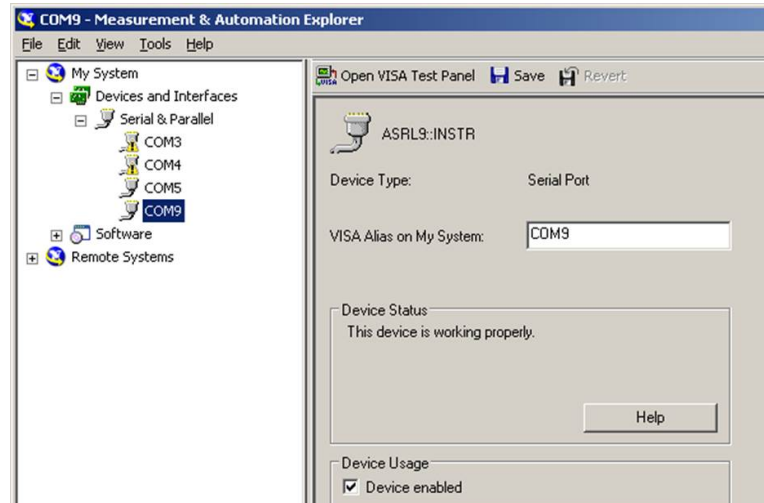 COM9 - Measurement & Automation Explorer
File Edit View Tools Help
My System
Devices and Interfaces
Serial & Parallel
COM3
COM4
COM5
COM9
Software
Remote Systems
VISA Open VISA Test Panel Save Revert
ASRL9::INSTR
Device Type: Serial Port
VISA Alias on My System: COM9
Device Status
This device is working properly.
Help
Device Usage
Device enabled